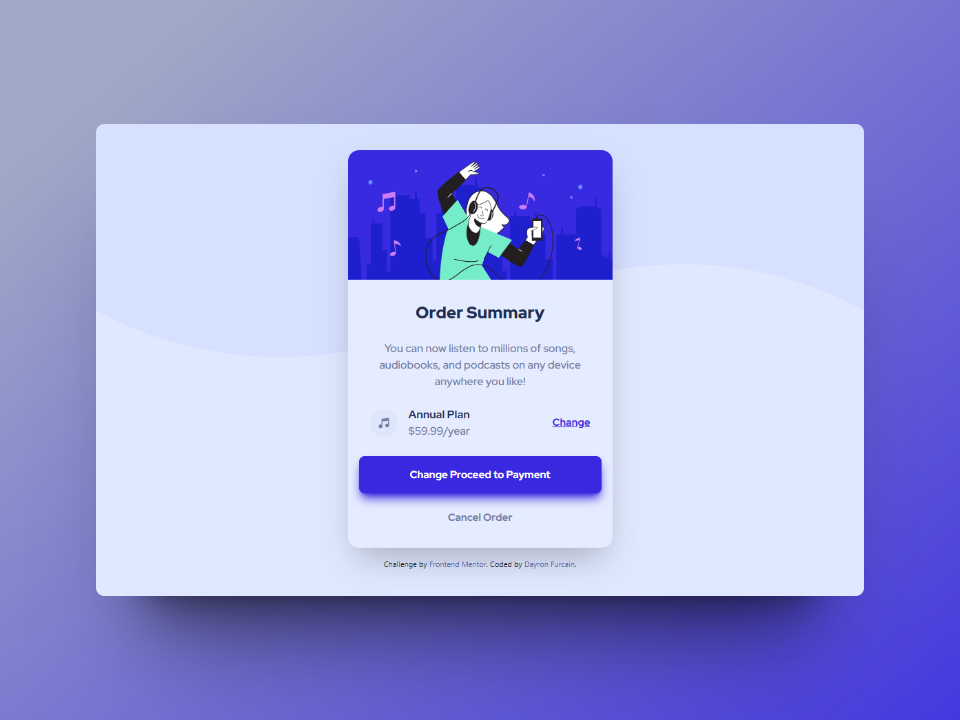 Order Summary
You can now listen to millions of songs,
audiobooks, and podcasts on any device
anywhere you like!
Annual Plan
$59.99/year
Change
Change Proceed to Payment
Cancel Order
Challenge by Frontend Mentor. Coded by Dayron Furcain.